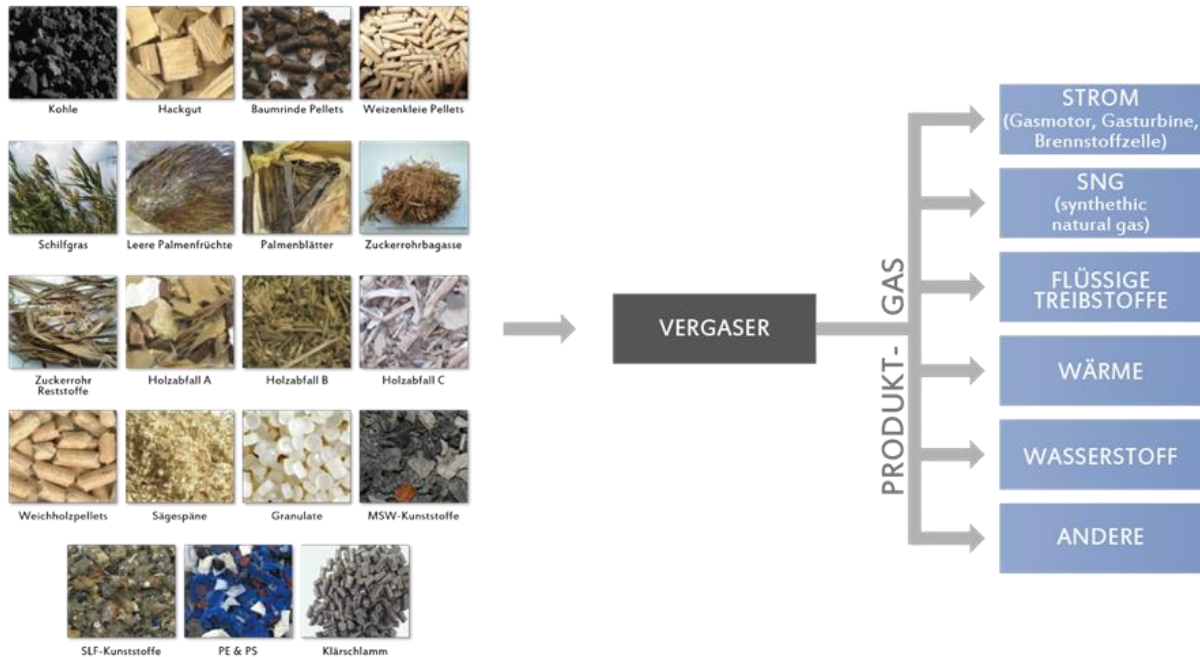 Kohle
Hackgut
Baumrinde Pellets
Weizenkleie Pellets
Schilfgras
Leere Palmenfrüchte
Palmenblätter
Zuckerrohrbagasse
Zuckerrohr
Reststoffe
Holzabfall A
Holzabfall B
Holzabfall C
Weichholzpellets
Sägespäne
Granulate
MSW-Kunststoffe
SLF-Kunststoffe
PE & PS
Klärschlamm
VERGASER
PRODUKT- GAS
STROM
(Gasmotor, Gasturbine,
Brennstoffzelle)
SNG
(synthethic
natural gas)
FLÜSSIGE
TREIBSTOFFE
WÄRME
WASSERSTOFF
ANDERE